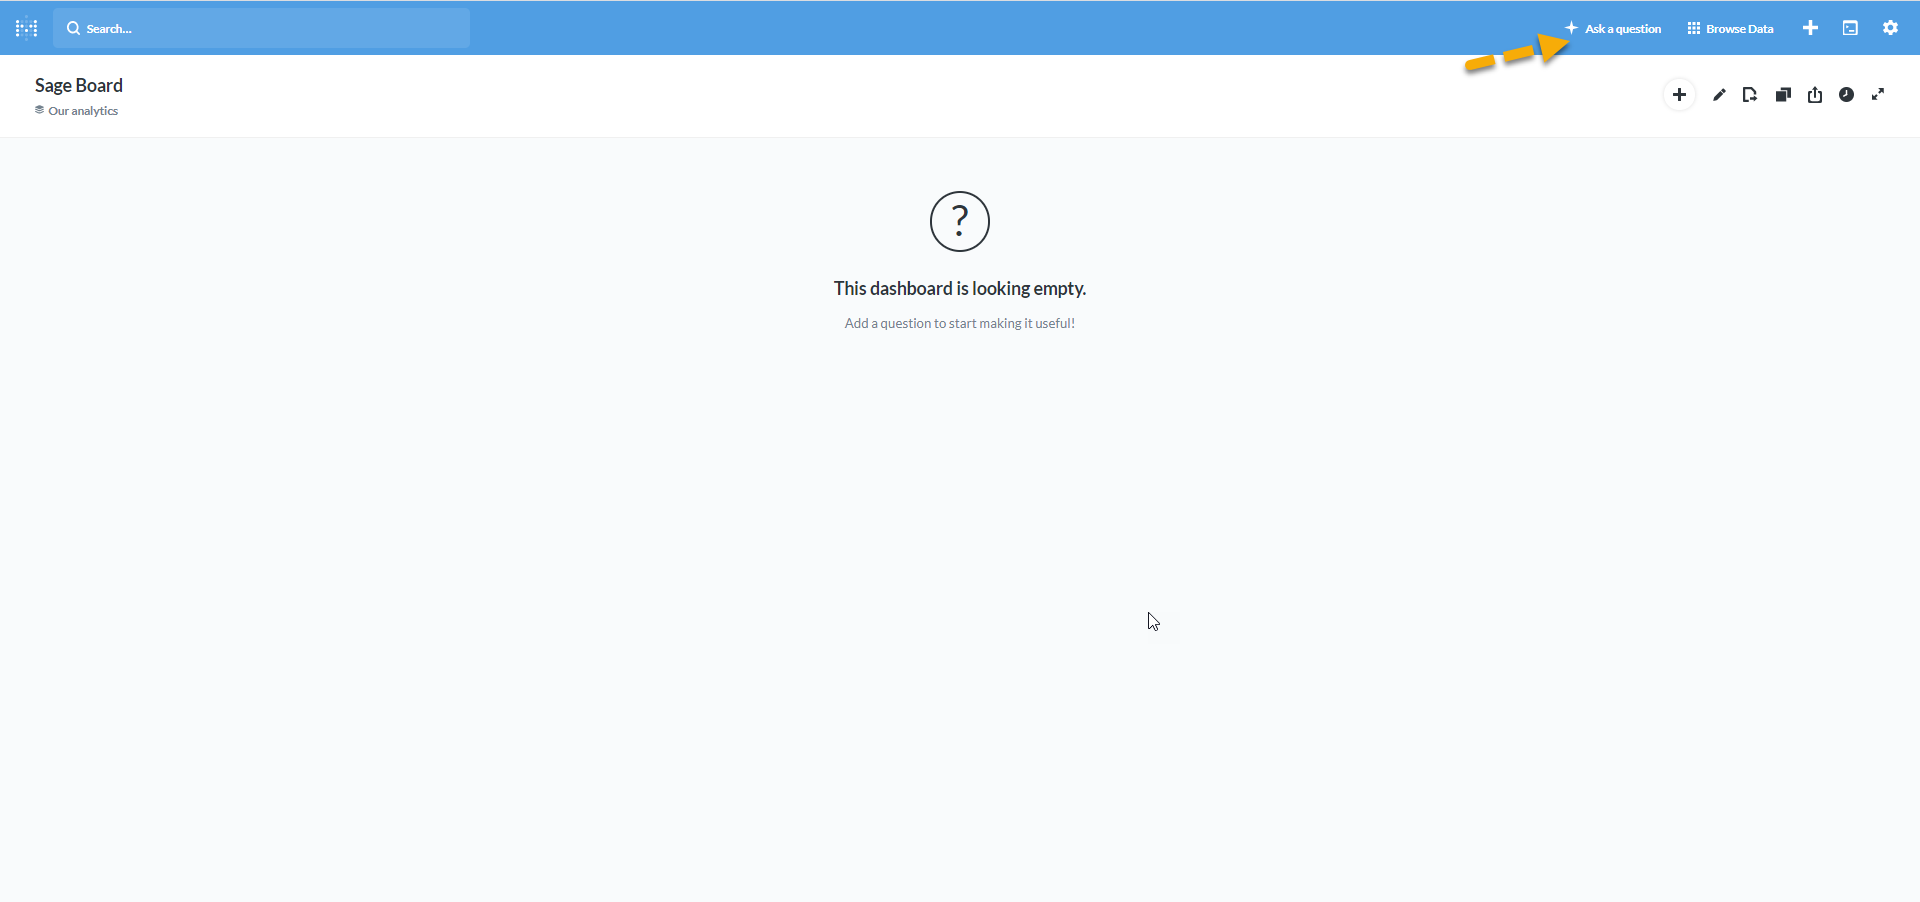 Search...
Ask a question
Browse Data
Sage Board
Our analytics
?
This dashboard is looking empty.
Add a question to start making it useful!